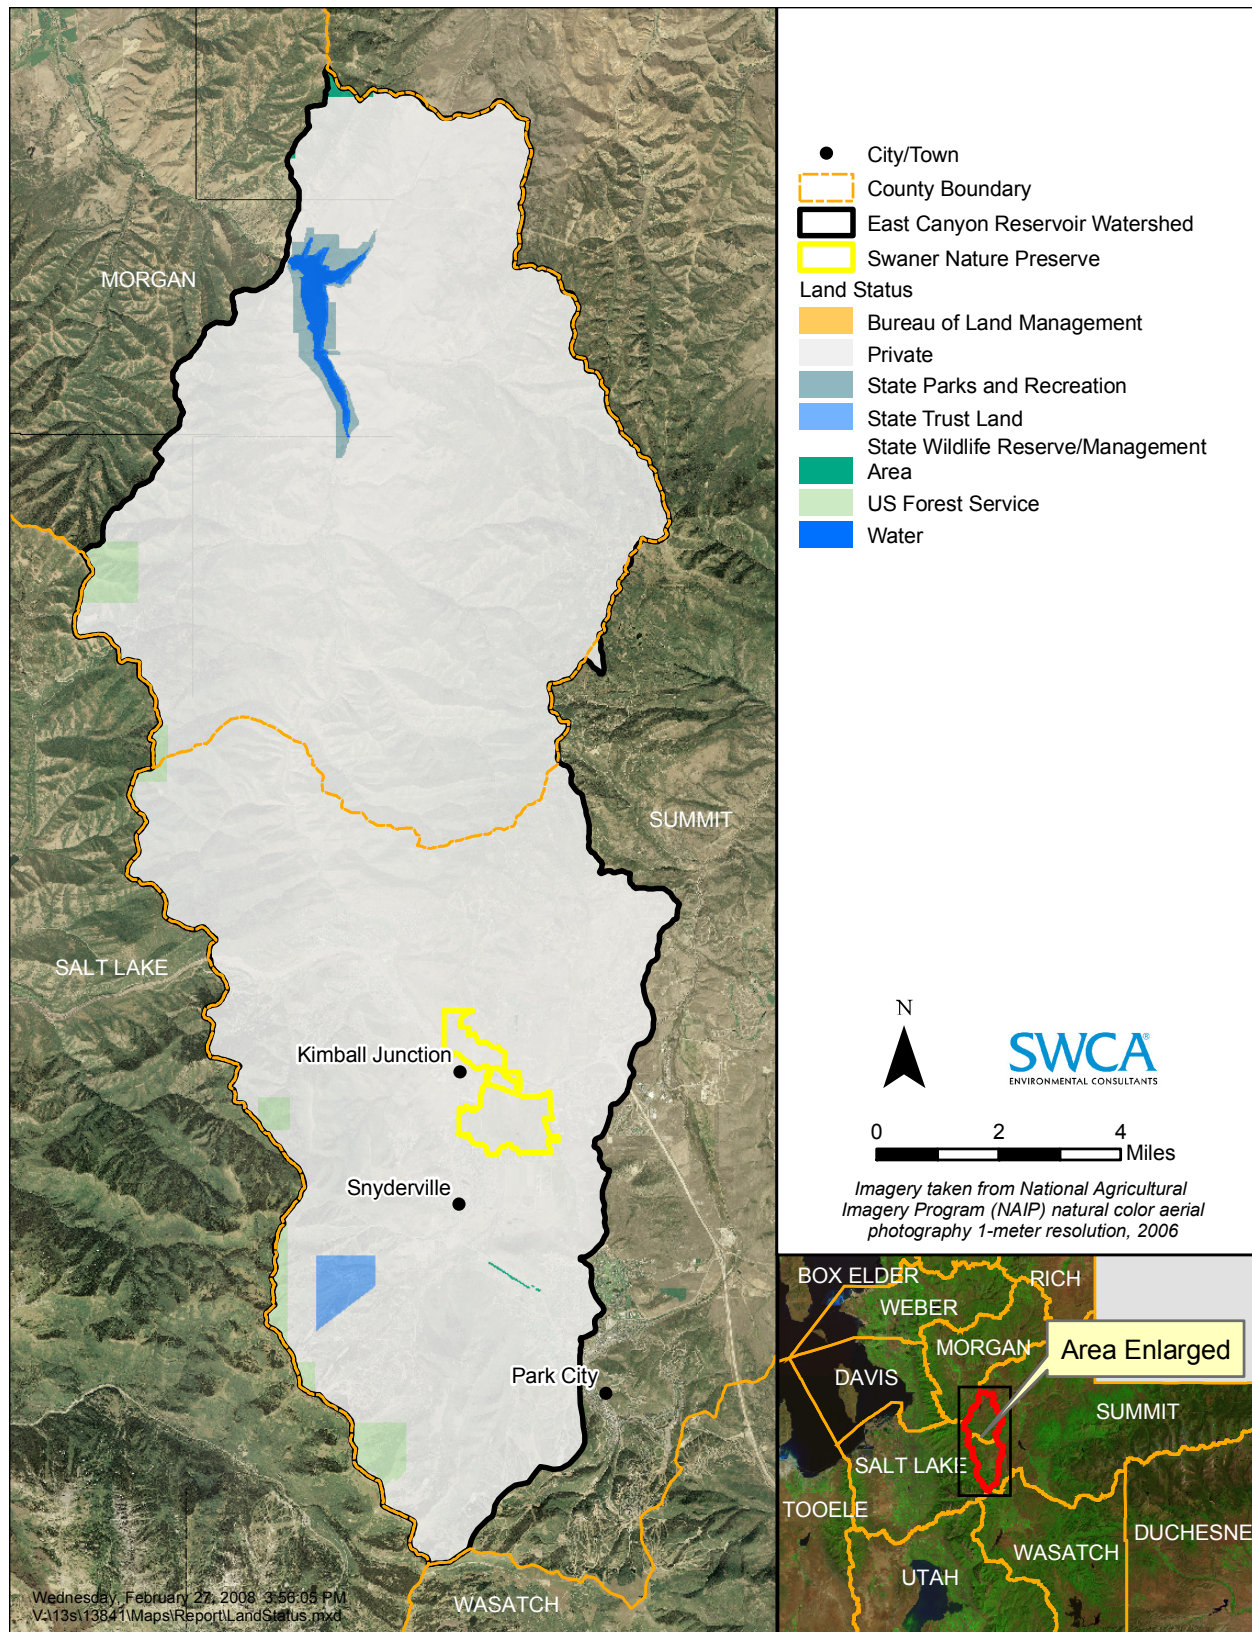 MORGAN
SUMMIT
SALT LAKE
Kimball Junction
Snyderville
Park City
WASATCH
Wednesday, February 27, 2008 3:56:05 PM
V:\13s\13841\Maps\Report\LandStatus.mxd
City/Town
County Boundary
East Canyon Reservoir Watershed
Swaner Nature Preserve
Land Status
Bureau of Land Management
Private
State Parks and Recreation
State Trust Land
State Wildlife Reserve/Management
Area
US Forest Service
Water
N
SWCA®
ENVIRONMENTAL CONSULTANTS
0 2 4
Miles
Imagery taken from National Agricultural
Imagery Program (NAIP) natural color aerial
photography 1-meter resolution, 2006
BOX ELDER
RICH
WEBER
MORGAN
Area Enlarged
DAVIS
SUMMIT
SALT LAKE
TOOELE
DUCHESNE
WASATCH
UTAH